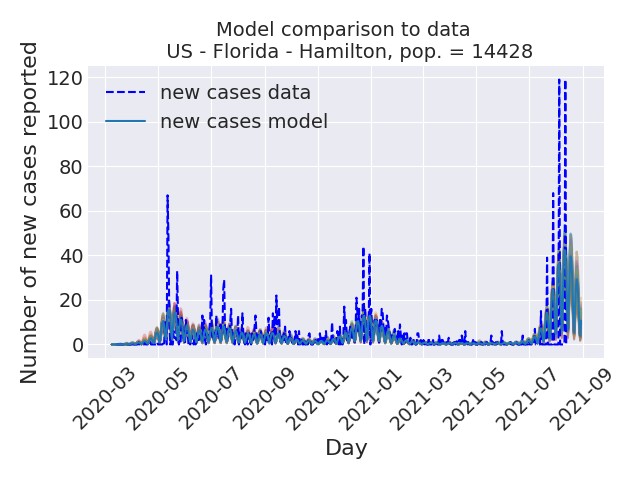 Model comparison to data
US - Florida - Hamilton, pop. = 14428
Number of new cases reported
120
100
80
60
40
20
0
new cases data
new cases model
2020-03
2020-05
2020-07
2020-09
2020-11
2021-01
2021-03
2021-05
2021-07
2021-09
Day